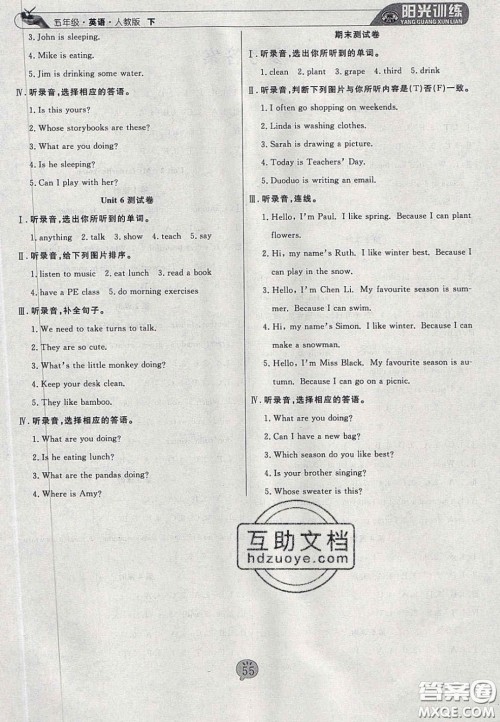 五年级·英语·人教版 下
阳光训练
YANG GUANG XUN LIAN
3. John is sleeping.
4. Mike is eating.
5. Jim is drinking some water.
Ⅳ. 听录音,选择相应的答语。
1. Is this yours?
2. Whose storybooks are these?
3. What are you doing?
4. Is he sleeping?
5. Can I play with her?
Unit 6 测试卷
Ⅰ. 听录音,选出你所听到的单词。
1. anything 2. talk 3. show 4. teach 5. say
Ⅱ. 听录音,给下列图片排序。
1. listen to music 2. eat lunch 3. read a book
4. have a PE class 5. do morning exercises
Ⅲ. 听录音,补全句子。
1. We need to take turns to talk.
2. They are so cute.
3. What's the little monkey doing?
4. Keep your desk clean.
5. They like bamboo.
Ⅳ. 听录音,选择相应的答语。
1. What are you doing?
2. Is he eating lunch?
3. What are the pandas doing?
4. Where is Amy?
期末测试卷
Ⅰ. 听录音,选出你所听到的单词。
1. clean 2. plant 3. grape 4. third 5. drink
Ⅱ. 听录音,判断下列图片与你所听内容是(T)否(F)一致。
1. I often go shopping on weekends.
2. Linda is washing clothes.
3. Sarah is drawing a picture.
4. Today is Teachers' Day.
5. Duoduo is writing an email.
Ⅲ. 听录音,连线。
1. Hello, I'm Paul. I like spring. Because I can plant
flowers.
2. Hi, my name's Ruth. I like winter best. Because I
can play in the snow.
3. Hello, I'm Chen Li. My favourite season is sum-
mer. Because I can swim in summer.
4. Hi, my name's Simon. I like winter. Because I can
make a snowman.
5. Hello, I'm Miss Black. My favourite season is
autumn. Because I can go on a picnic.
Ⅳ. 听录音,选择相应的答语。
1. What are you doing?
2. Can I have a new bag?
3. Which season do you like best?
4. Is your brother singing?
5. Whose sweater is this?
互助文档
HDZUOYE.COM
55
答案圈
MXQE.COM